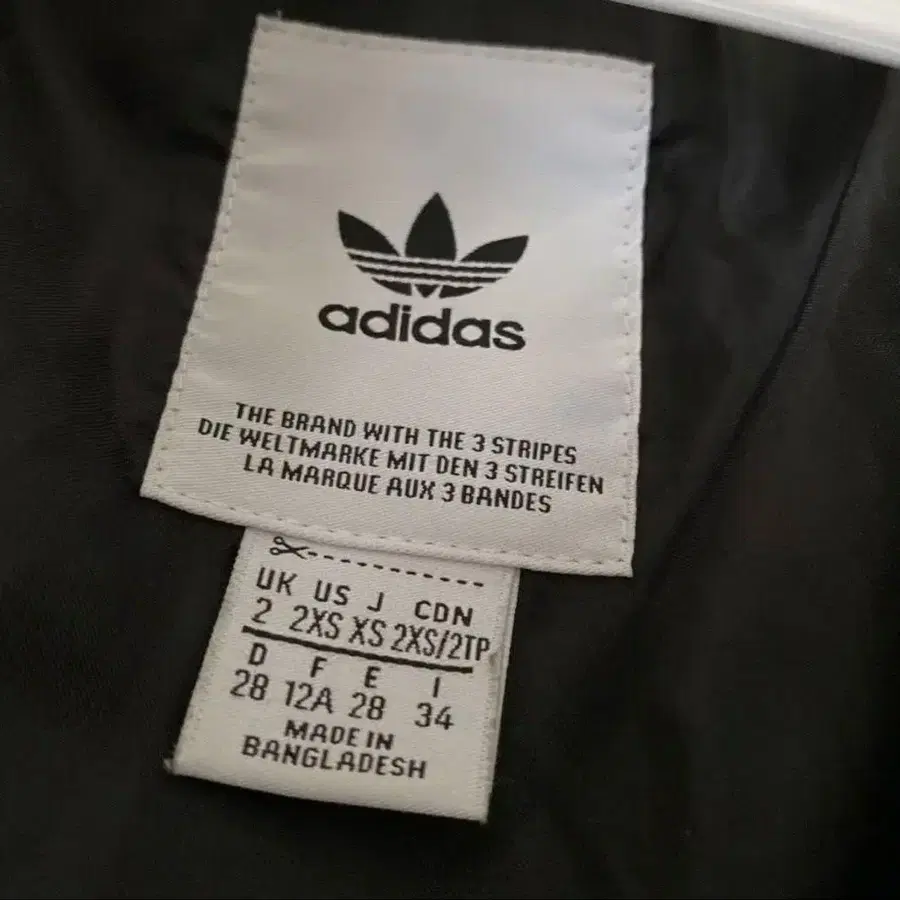 adidas
THE BRAND WITH THE 3 STRIPES
DIE WELTMARKE MIT DEN 3 STREIFEN
LA MARQUE AUX 3 BANDES
UK US J CDN
2 2XS XS 2XS/2TP
D F E I
28 12A 28 34
MADE IN
BANGLADESH